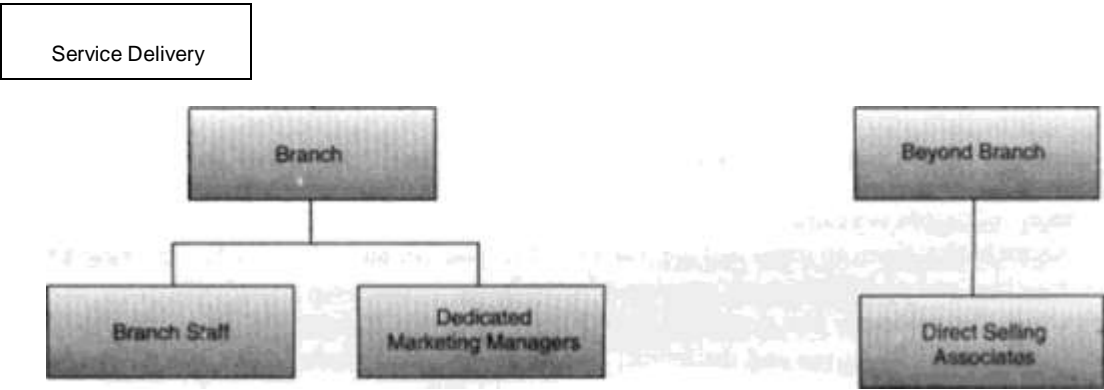 Service Delivery
Branch
Beyond Branch
Branch Staff
Dedicated
Marketing Managers
Direct Selling
Associates